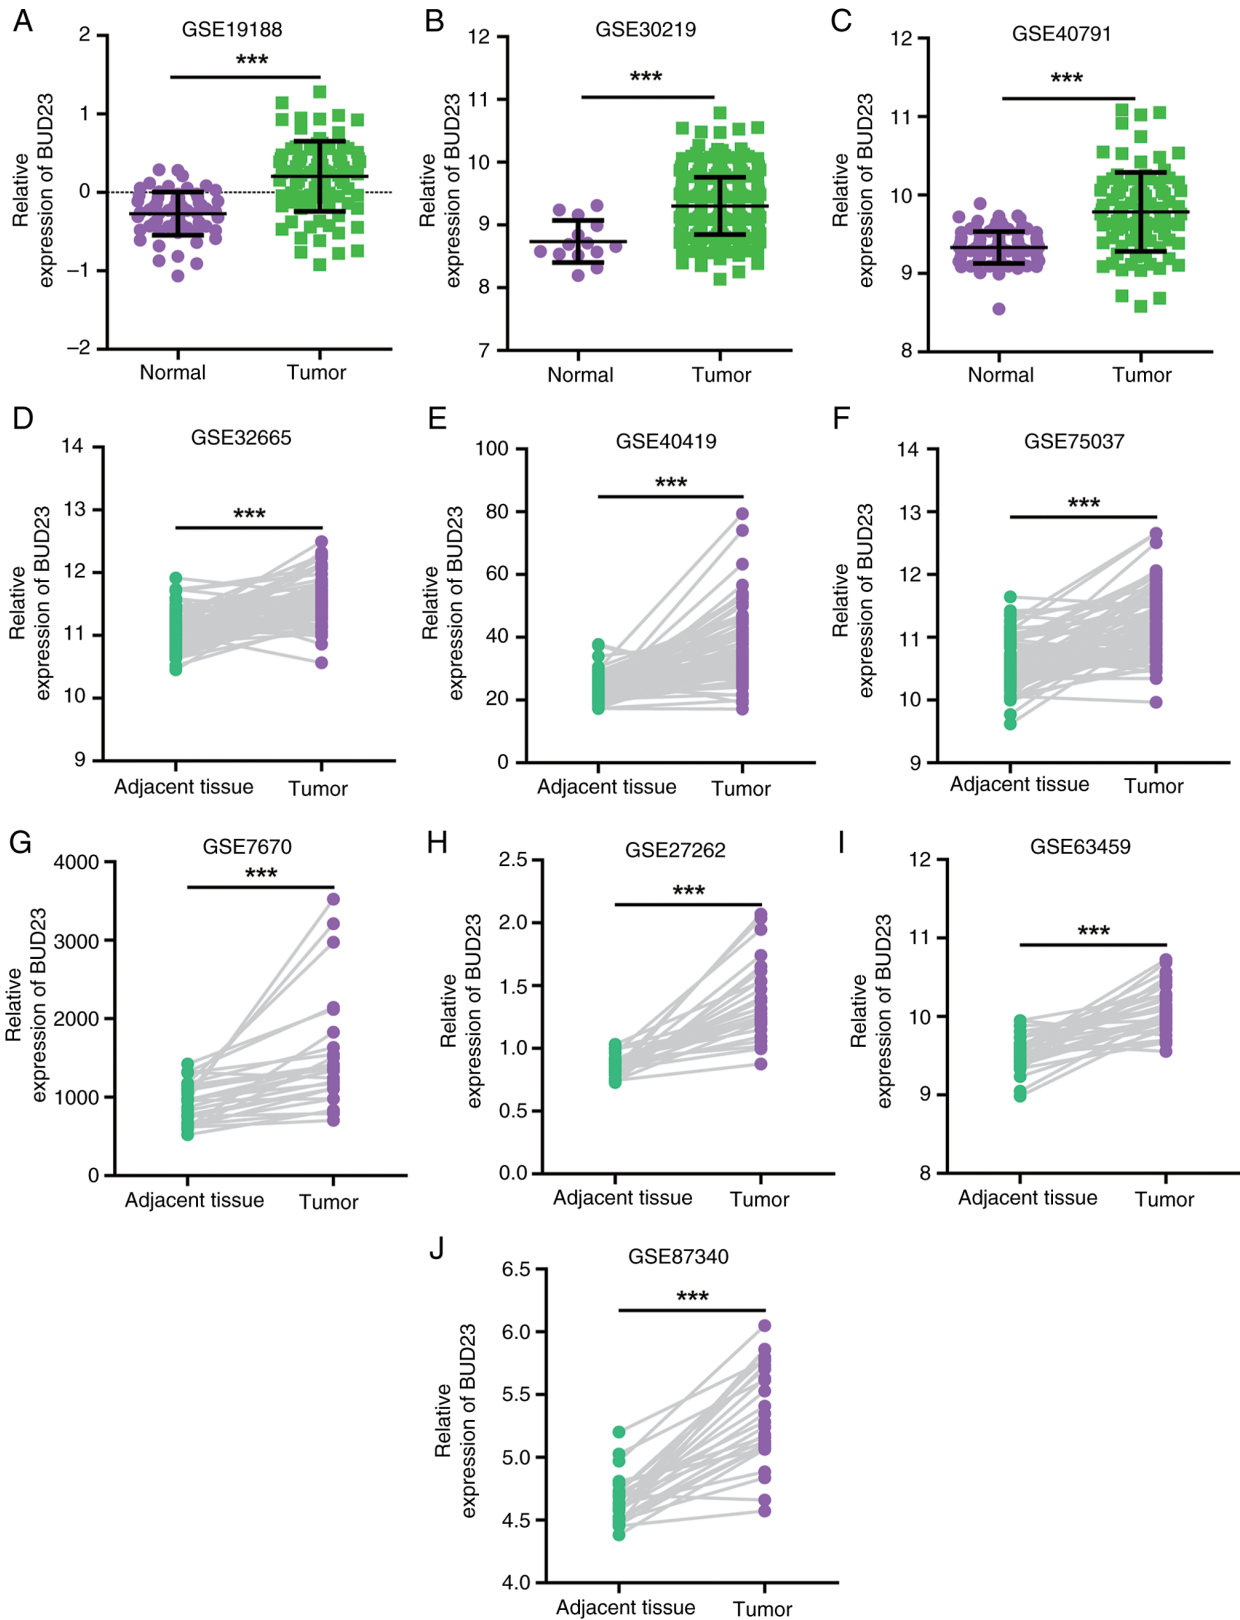 A
GSE19188
***
Relative
expression of BUD23
2
1
0
−1
−2
Normal
Tumor
B
GSE30219
***
Relative
expression of BUD23
12
11
10
9
8
7
Normal
Tumor
C
GSE40791
***
Relative
expression of BUD23
12
11
10
9
8
Normal
Tumor
D
GSE32665
***
Relative
expression of BUD23
14
13
12
11
10
9
Adjacent tissue
Tumor
E
GSE40419
***
Relative
expression of BUD23
100
80
60
40
20
0
Adjacent tissue
Tumor
F
GSE75037
***
Relative
expression of BUD23
14
13
12
11
10
9
Adjacent tissue
Tumor
G
GSE7670
***
Relative
expression of BUD23
4000
3000
2000
1000
0
Adjacent tissue
Tumor
H
GSE27262
***
Relative
expression of BUD23
2.5
2.0
1.5
1.0
0.5
0.0
Adjacent tissue
Tumor
I
GSE63459
***
Relative
expression of BUD23
12
11
10
9
8
Adjacent tissue
Tumor
J
GSE87340
***
Relative
expression of BUD23
6.5
6.0
5.5
5.0
4.5
4.0
Adjacent tissue
Tumor